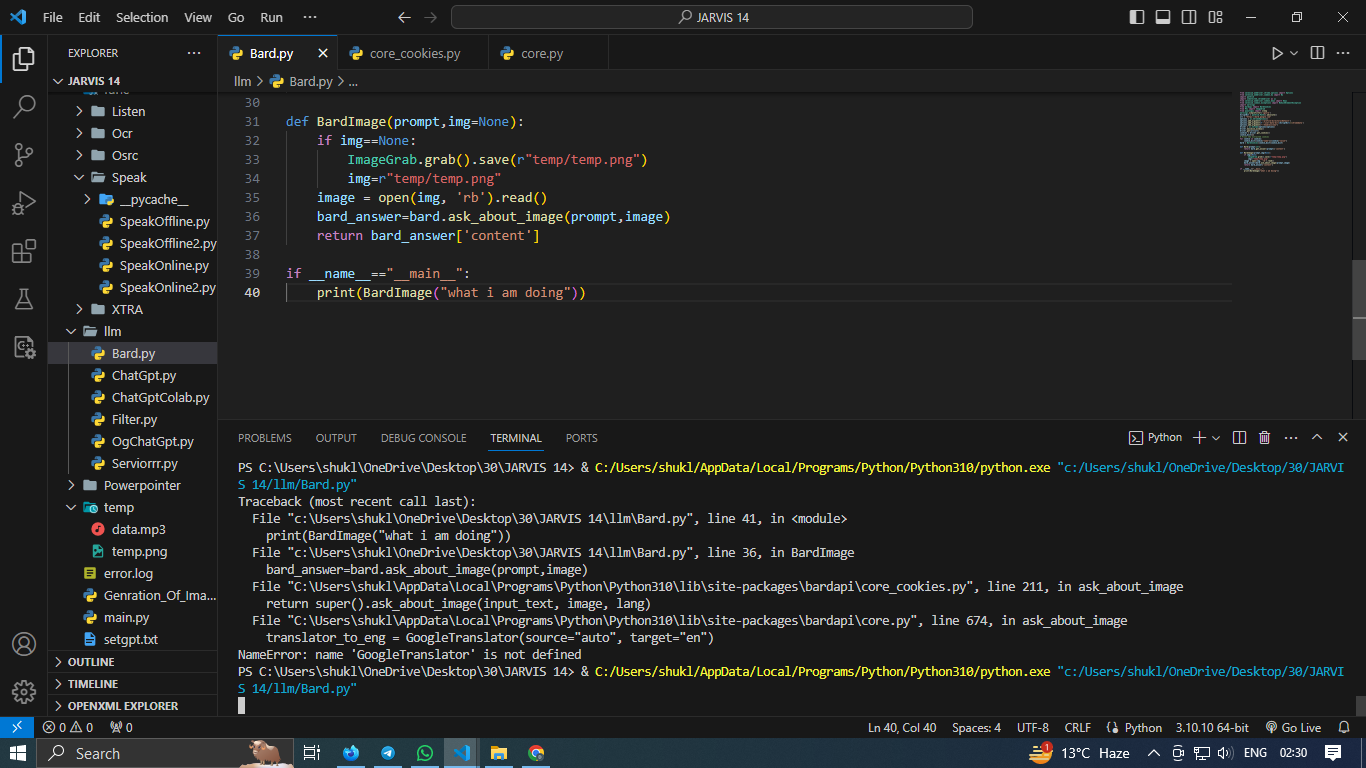 File Edit Selection View Go Run ··· JARVIS 14
EXPLORER ···
JARVIS 14
Listen
Ocr
Osrc
Speak
__pycache__
SpeakOffline.py
SpeakOffline2.py
SpeakOnline.py
SpeakOnline2.py
XTRA
llm
Bard.py
ChatGpt.py
ChatGptColab.py
Filter.py
OgChatGpt.py
Serviorrr.py
Powerpointer
temp
data.mp3
temp.png
error.log
Genration_Of_Ima...
main.py
setgpt.txt
OUTLINE
TIMELINE
OPENXML EXPLORER
Bard.py core_cookies.py core.py
llm > Bard.py > ...
30
31 def BardImage(prompt,img=None):
32 if img==None:
33 ImageGrab.grab().save(r"temp/temp.png")
34 img=r"temp/temp.png"
35 image = open(img, 'rb').read()
36 bard_answer=bard.ask_about_image(prompt,image)
37 return bard_answer['content']
38
39 if __name__=="__main__":
40 print(BardImage("what i am doing"))
PROBLEMS OUTPUT DEBUG CONSOLE TERMINAL PORTS Python
PS C:\Users\shukl\OneDrive\Desktop\30\JARVIS 14> & C:/Users/shukl/AppData/Local/Programs/Python/Python310/python.exe "c:/Users/shukl/OneDrive/Desktop/30/JARVI
S 14/llm/Bard.py"
Traceback (most recent call last):
File "c:\Users\shukl\OneDrive\Desktop\30\JARVIS 14\llm\Bard.py", line 41, in <module>
print(BardImage("what i am doing"))
File "c:\Users\shukl\OneDrive\Desktop\30\JARVIS 14\llm\Bard.py", line 36, in BardImage
bard_answer=bard.ask_about_image(prompt,image)
File "C:\Users\shukl\AppData\Local\Programs\Python\Python310\lib\site-packages\bardapi\core_cookies.py", line 211, in ask_about_image
return super().ask_about_image(input_text, image, lang)
File "C:\Users\shukl\AppData\Local\Programs\Python\Python310\lib\site-packages\bardapi\core.py", line 674, in ask_about_image
translator_to_eng = GoogleTranslator(source="auto", target="en")
NameError: name 'GoogleTranslator' is not defined
PS C:\Users\shukl\OneDrive\Desktop\30\JARVIS 14> & C:/Users/shukl/AppData/Local/Programs/Python/Python310/python.exe "c:/Users/shukl/OneDrive/Desktop/30/JARVI
S 14/llm/Bard.py"
0 0 0 Ln 40, Col 40 Spaces: 4 UTF-8 CRLF Python 3.10.10 64-bit Go Live
Search 1 13°C Haze ENG 02:30